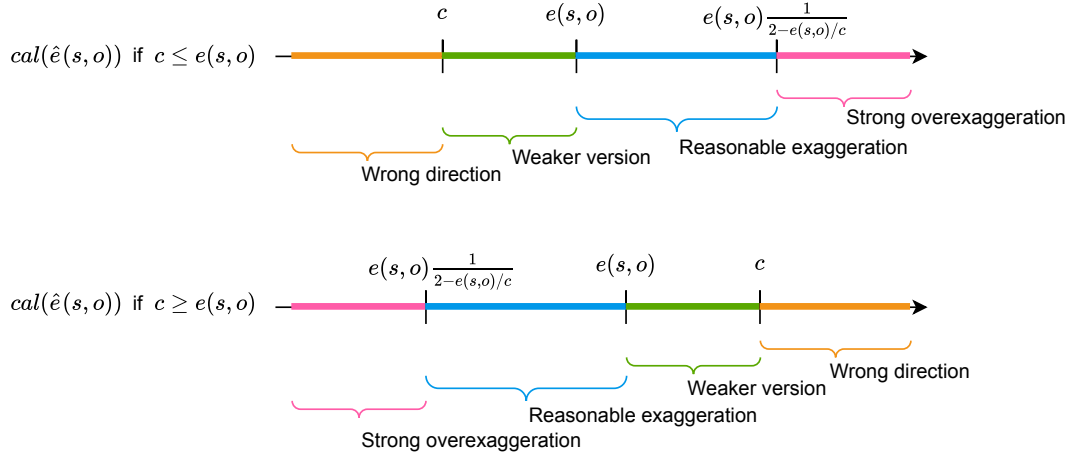 c e(s, o) e(s, o) 1/(2−e(s,o)/c)
cal(ê(s, o)) if c ≤ e(s, o)
Strong overexaggeration
Weaker version Reasonable exaggeration
Wrong direction
e(s, o) 1/(2−e(s,o)/c) e(s, o) c
cal(ê(s, o)) if c ≥ e(s, o)
Wrong direction
Weaker version
Reasonable exaggeration
Strong overexaggeration